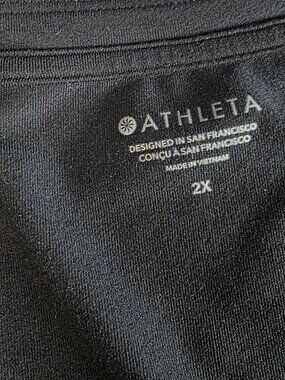 ATHLETA
DESIGNED IN SAN FRANCISCO
CONÇU À SAN FRANCISCO
MADE IN VIETNAM
2X